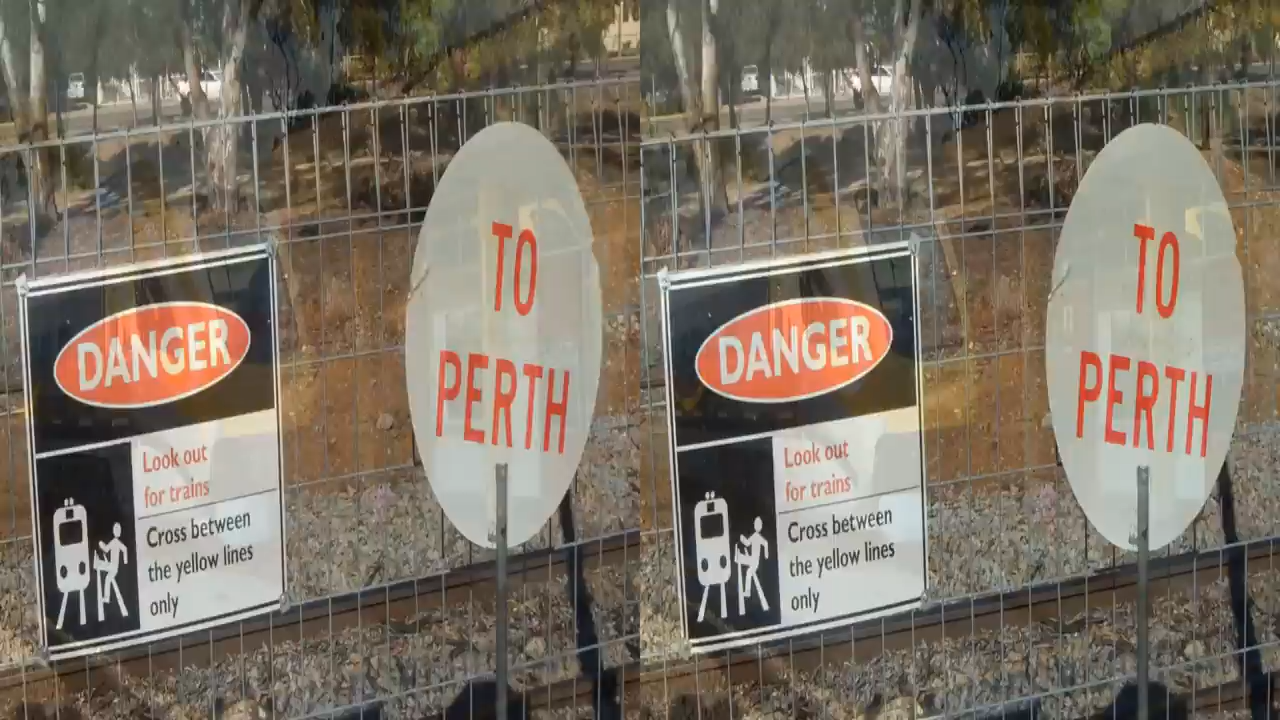 DANGER
Look out
for trains
Cross between
the yellow lines
only
TO
PERTH
DANGER
Look out
for trains
Cross between
the yellow lines
only
TO
PERTH